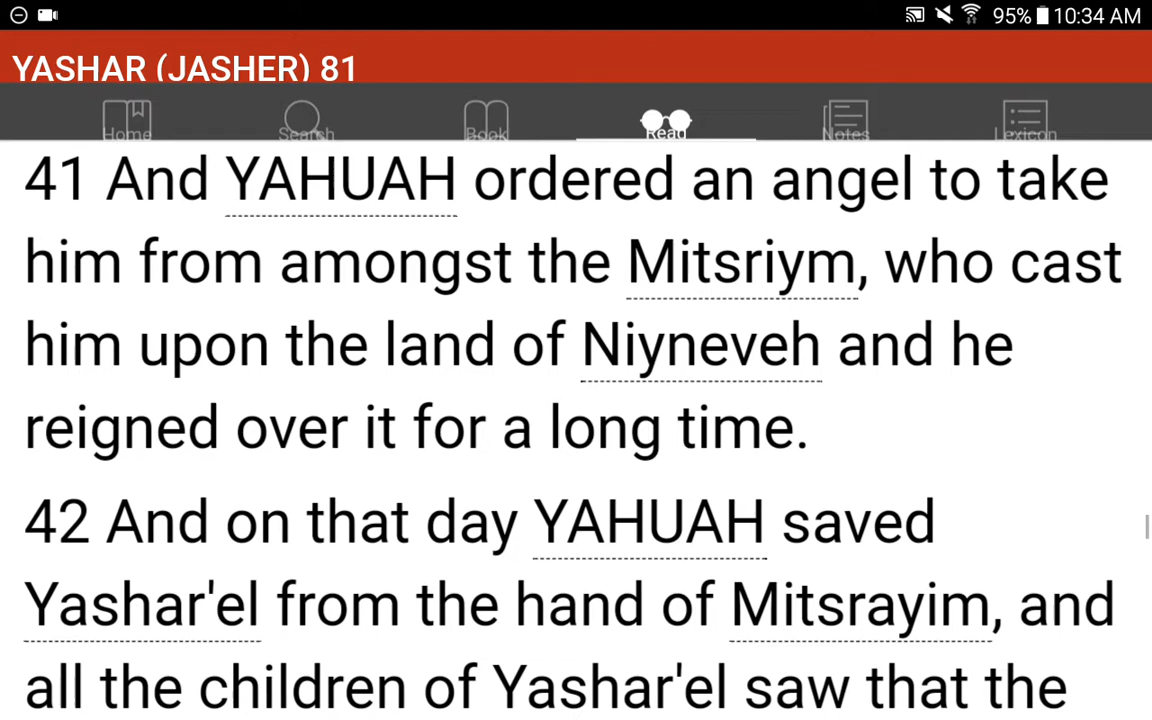 95% 10:34 AM
YASHAR (JASHER) 81
Home Search Book Read Notes Lexicon
41 And YAHUAH ordered an angel to take
him from amongst the Mitsriym, who cast
him upon the land of Niyneveh and he
reigned over it for a long time.
42 And on that day YAHUAH saved
Yashar'el from the hand of Mitsrayim, and
all the children of Yashar'el saw that the